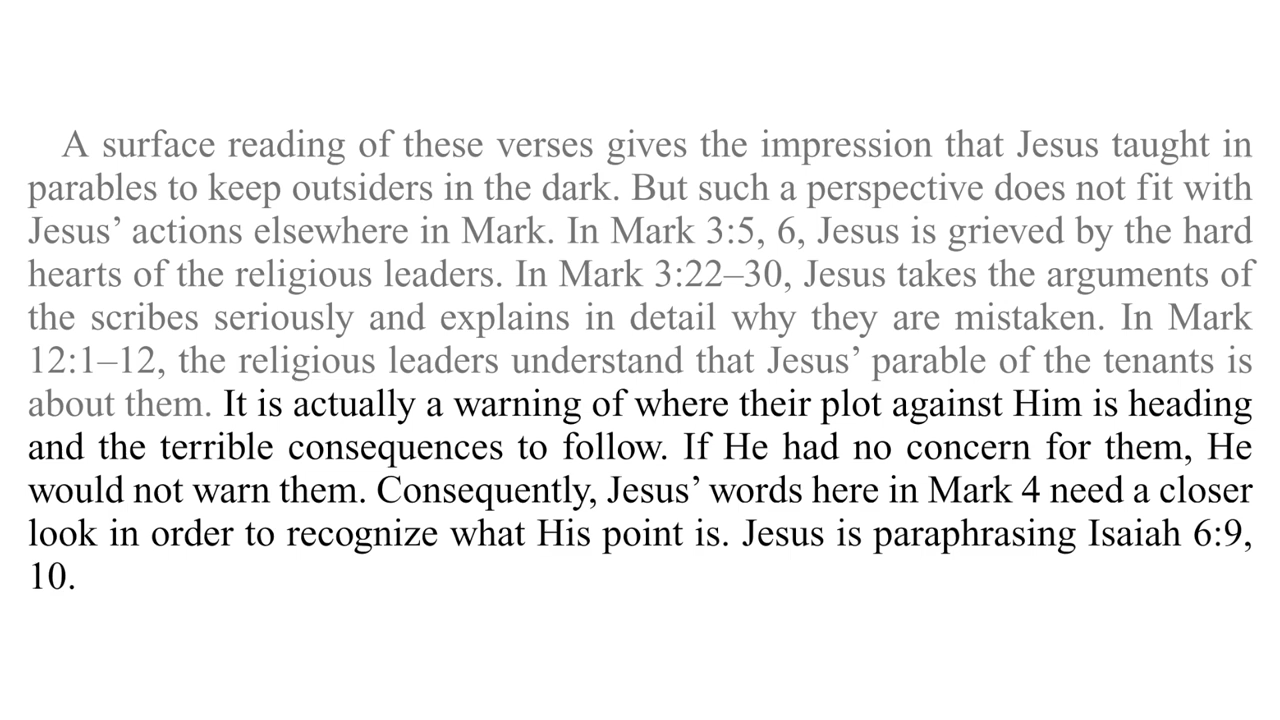 A surface reading of these verses gives the impression that Jesus taught in
parables to keep outsiders in the dark. But such a perspective does not fit with
Jesus’ actions elsewhere in Mark. In Mark 3:5, 6, Jesus is grieved by the hard
hearts of the religious leaders. In Mark 3:22–30, Jesus takes the arguments of
the scribes seriously and explains in detail why they are mistaken. In Mark
12:1–12, the religious leaders understand that Jesus’ parable of the tenants is
about them. It is actually a warning of where their plot against Him is heading
and the terrible consequences to follow. If He had no concern for them, He
would not warn them. Consequently, Jesus’ words here in Mark 4 need a closer
look in order to recognize what His point is. Jesus is paraphrasing Isaiah 6:9,
10.